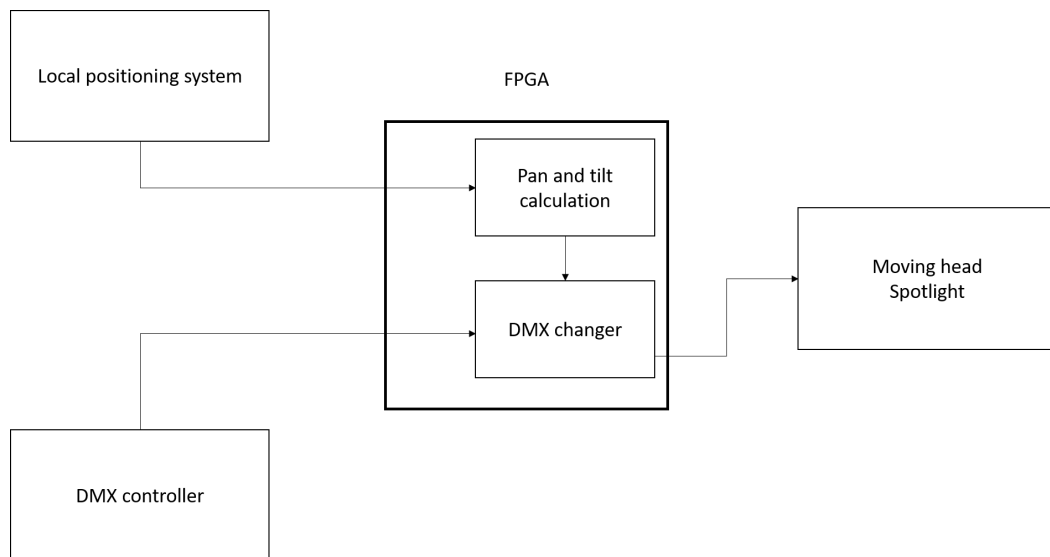 Local positioning system
FPGA
Pan and tilt
calculation
DMX changer
Moving head
Spotlight
DMX controller